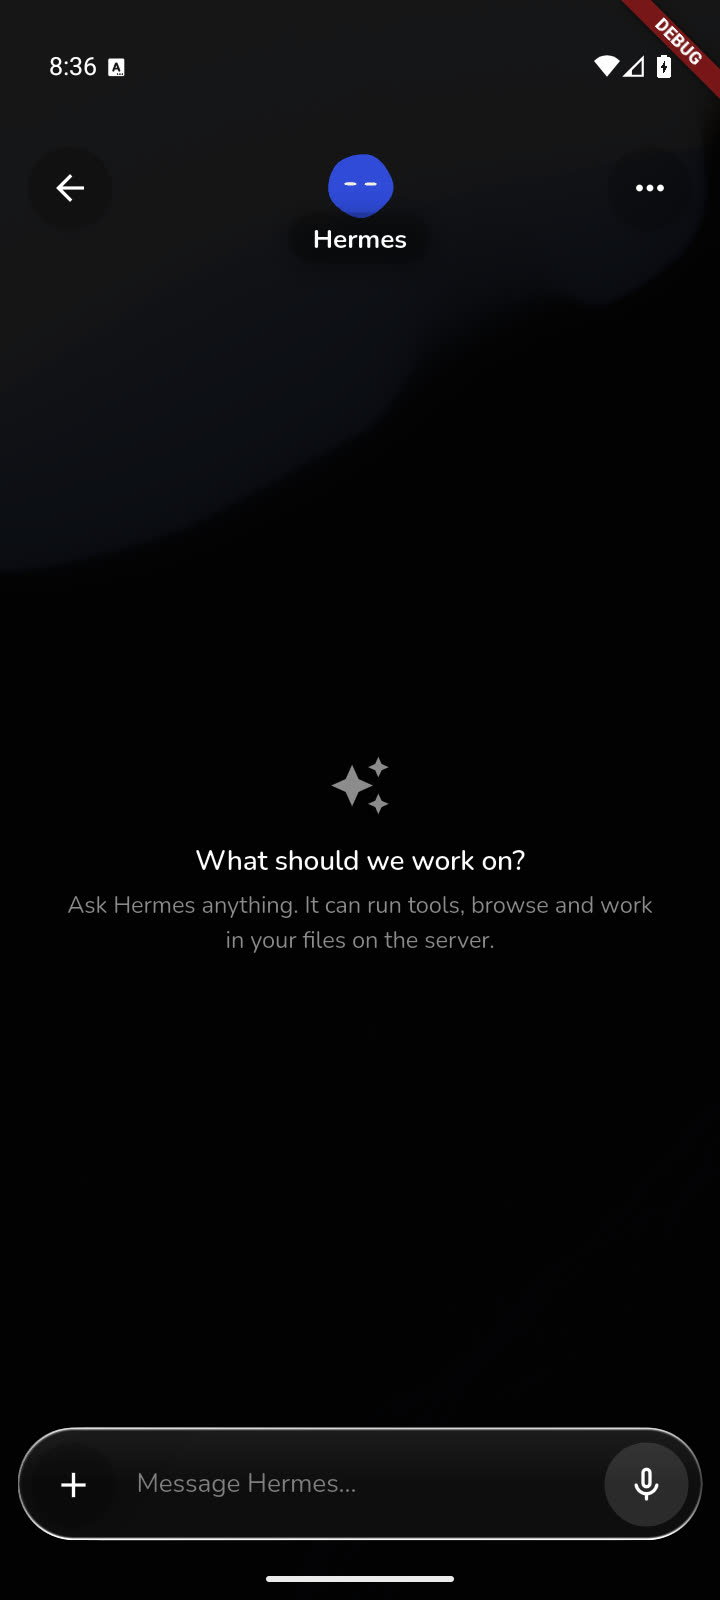 DEBUG
8:36
Hermes
What should we work on?
Ask Hermes anything. It can run tools, browse and work
in your files on the server.
Message Hermes...